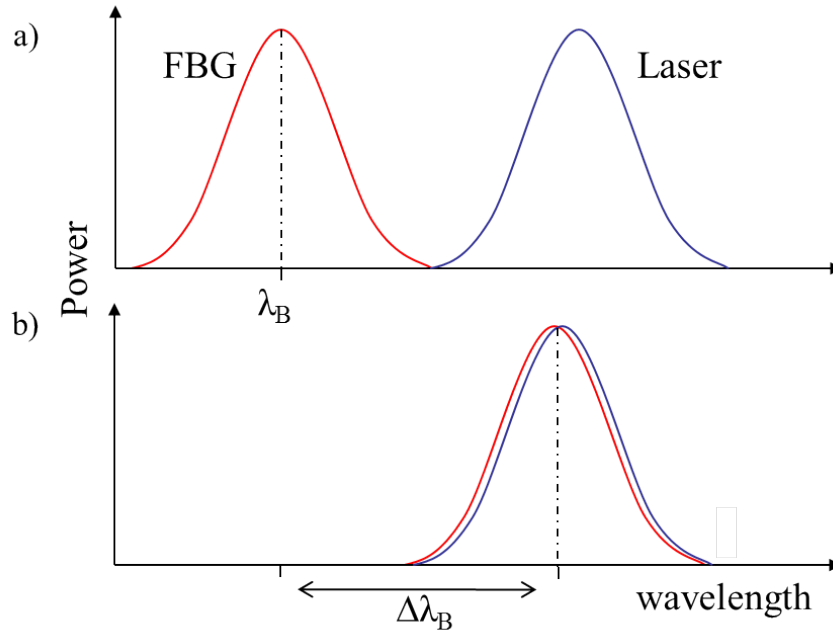 a)
FBG
Laser
Power
λB
b)
ΔλB
wavelength